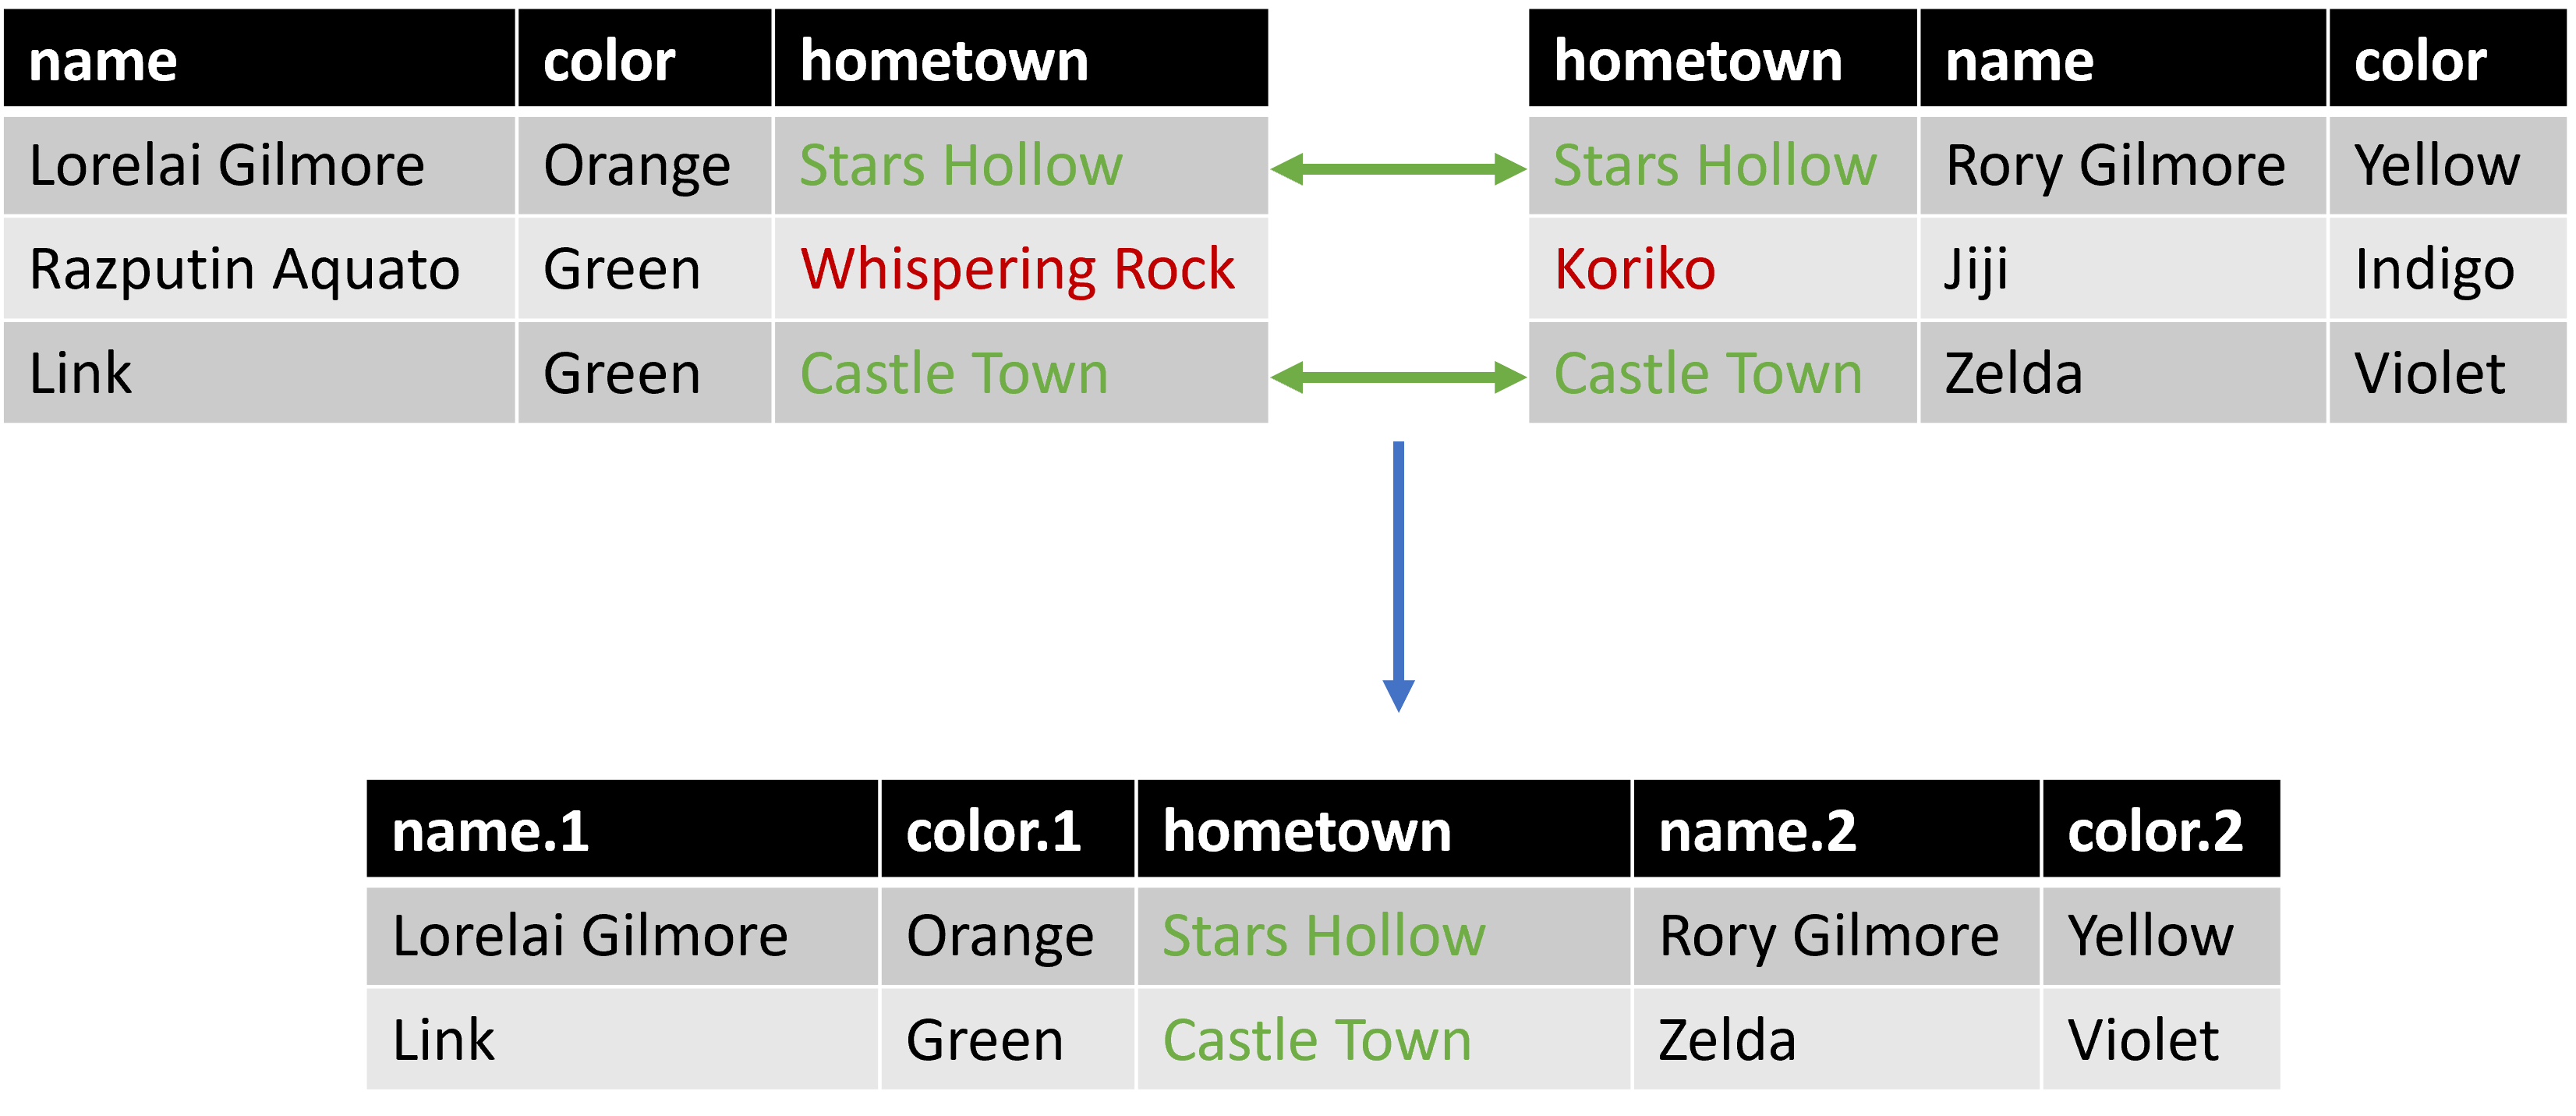 name color hometown hometown name color
Lorelai Gilmore Orange Stars Hollow Stars Hollow Rory Gilmore Yellow
Razputin Aquato Green Whispering Rock Koriko Jiji Indigo
Link Green Castle Town Castle Town Zelda Violet
name.1 color.1 hometown name.2 color.2
Lorelai Gilmore Orange Stars Hollow Rory Gilmore Yellow
Link Green Castle Town Zelda Violet